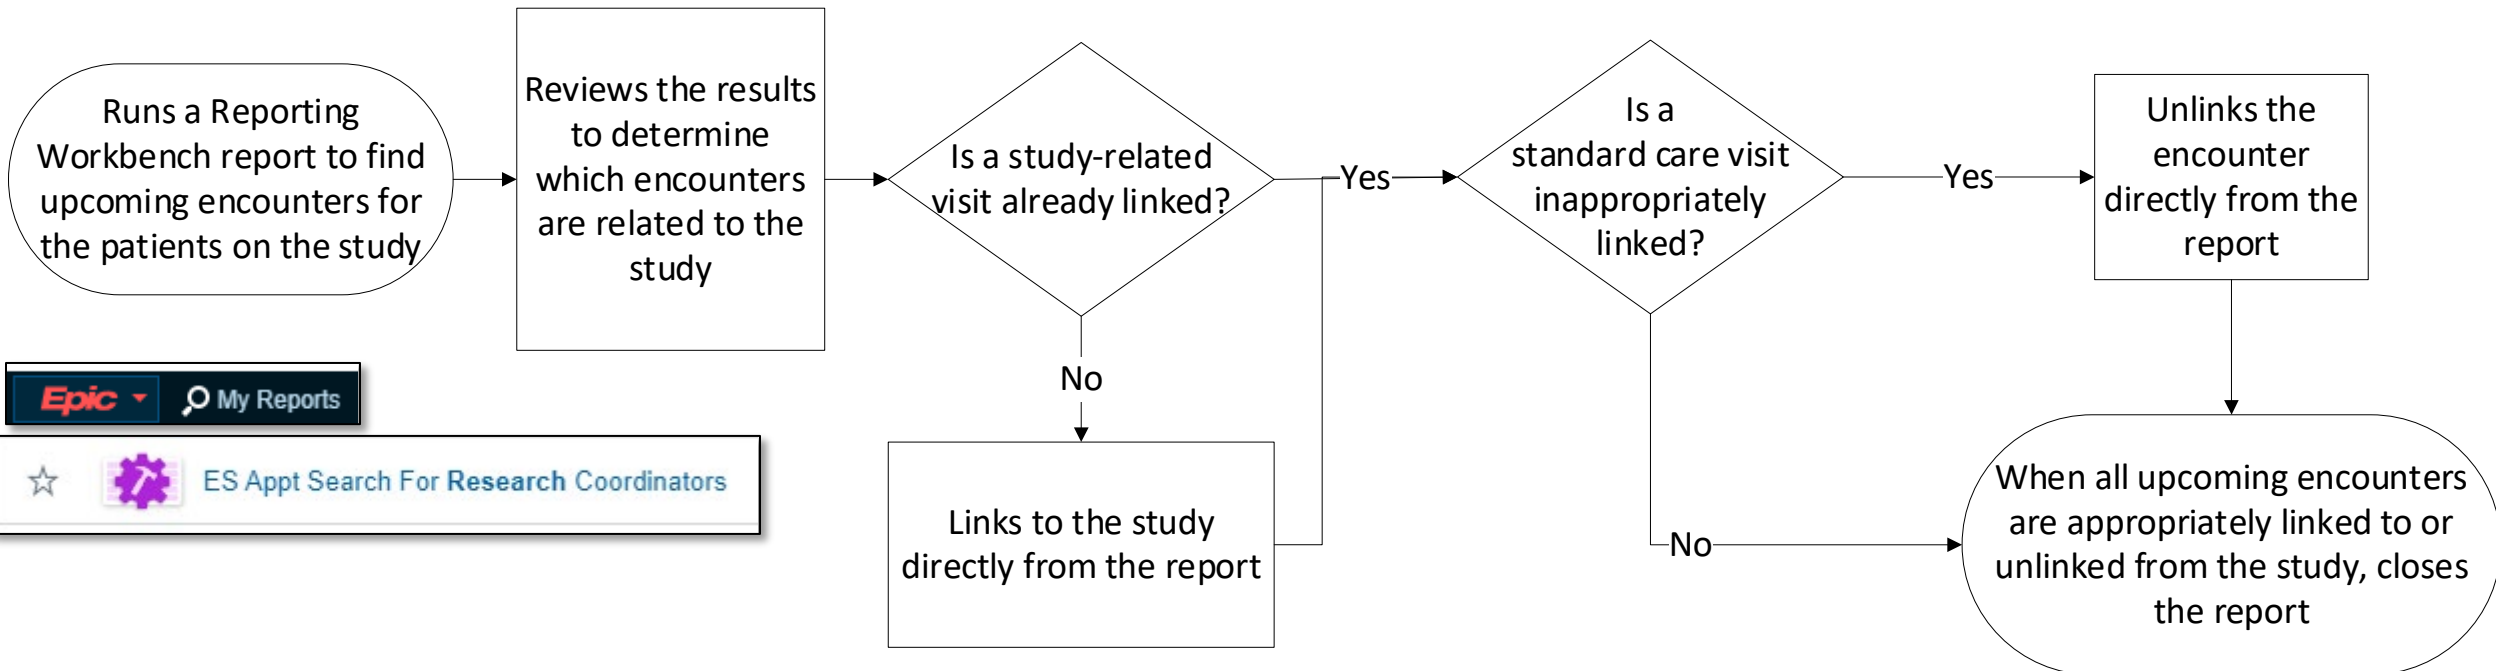 Runs a Reporting
Workbench report to find
upcoming encounters for
the patients on the study
Reviews the results
to determine
which encounters
are related to the
study
Is a study-related
visit already linked?
Yes
No
Links to the study
directly from the report
Is a
standard care visit
inappropriately
linked?
Yes
No
Unlinks the
encounter
directly from the
report
When all upcoming encounters
are appropriately linked to or
unlinked from the study, closes
the report
Epic My Reports
ES Appt Search For Research Coordinators